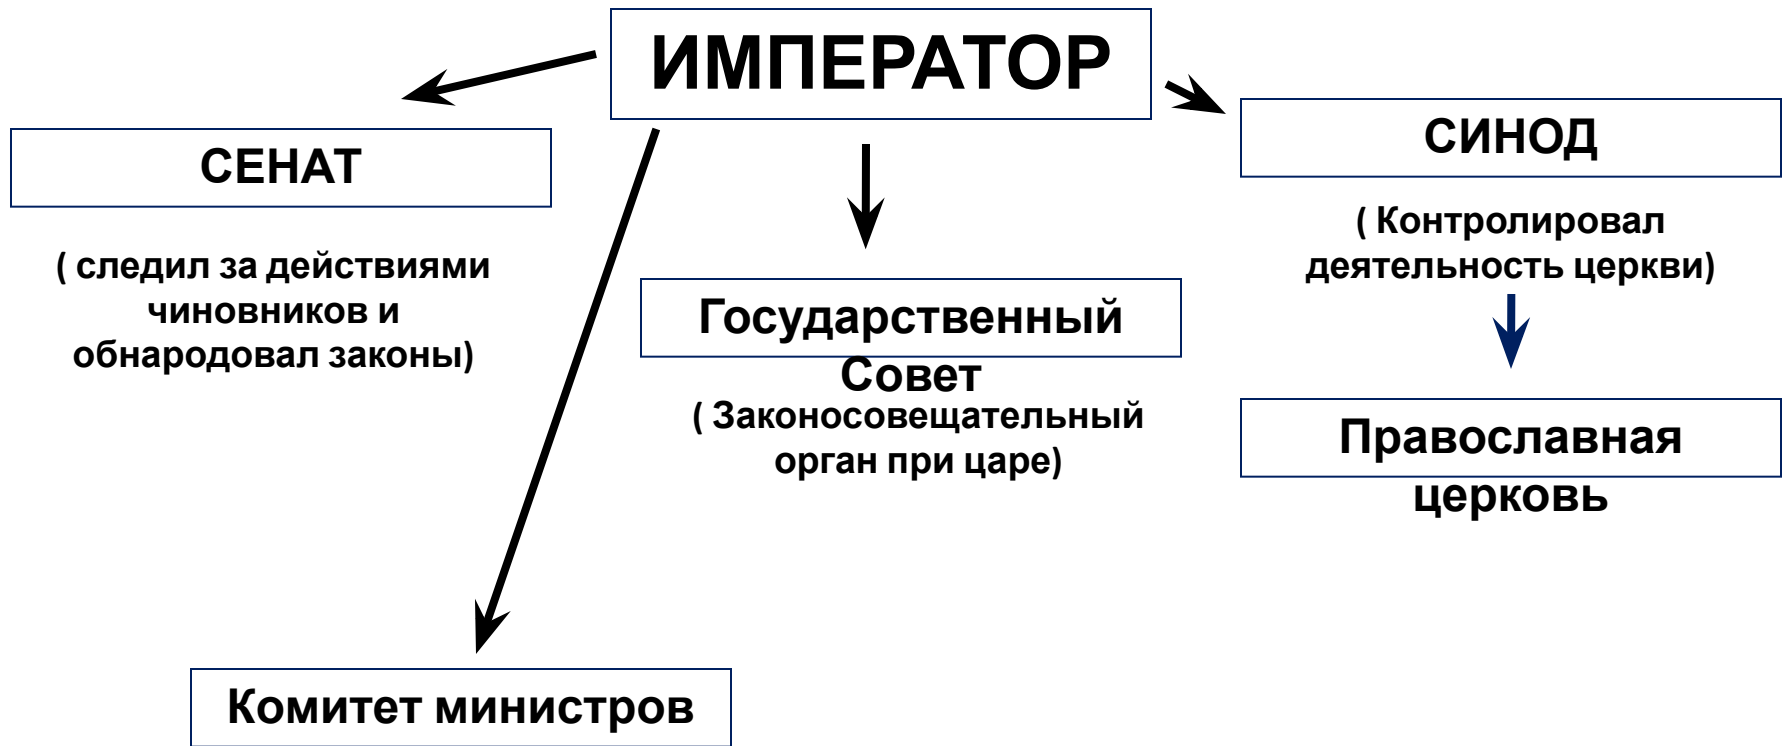 ИМПЕРАТОР
СЕНАТ
( следил за действиями
чиновников и
обнародовал законы)
Государственный
Совет
( Законосовещательный
орган при царе)
СИНОД
( Контролировал
деятельность церкви)
Православная
церковь
Комитет министров